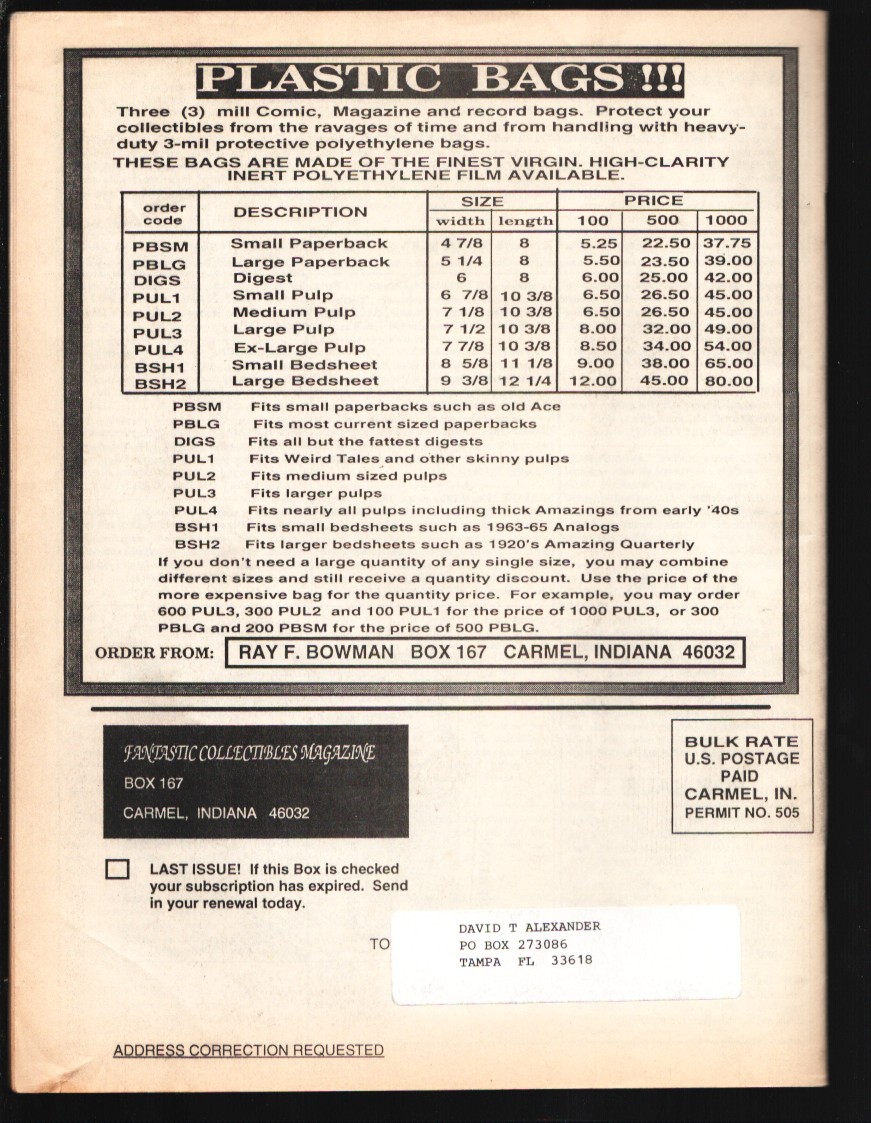 PLASTIC BAGS !!!
Three (3) mill Comic, Magazine and record bags. Protect your
collectibles from the ravages of time and from handling with heavy-
duty 3-mil protective polyethylene bags.
THESE BAGS ARE MADE OF THE FINEST VIRGIN. HIGH-CLARITY
INERT POLYETHYLENE FILM AVAILABLE.
order code DESCRIPTION SIZE PRICE
width length 100 500 1000
PBSM Small Paperback 4 7/8 8 5.25 22.50 37.75
PBLG Large Paperback 5 1/4 8 5.50 23.50 39.00
DIGS Digest 6 8 6.00 25.00 42.00
PUL1 Small Pulp 6 7/8 10 3/8 6.50 26.50 45.00
PUL2 Medium Pulp 7 1/8 10 3/8 6.50 26.50 45.00
PUL3 Large Pulp 7 1/2 10 3/8 8.00 32.00 49.00
PUL4 Ex-Large Pulp 7 7/8 10 3/8 8.50 34.00 54.00
BSH1 Small Bedsheet 8 5/8 11 1/8 9.00 38.00 65.00
BSH2 Large Bedsheet 9 3/8 12 1/4 12.00 45.00 80.00
PBSM Fits small paperbacks such as old Ace
PBLG Fits most current sized paperbacks
DIGS Fits all but the fattest digests
PUL1 Fits Weird Tales and other skinny pulps
PUL2 Fits medium sized pulps
PUL3 Fits larger pulps
PUL4 Fits nearly all pulps including thick Amazings from early '40s
BSH1 Fits small bedsheets such as 1963-65 Analogs
BSH2 Fits larger bedsheets such as 1920's Amazing Quarterly
If you don't need a large quantity of any single size, you may combine
different sizes and still receive a quantity discount. Use the price of the
more expensive bag for the quantity price. For example, you may order
600 PUL3, 300 PUL2 and 100 PUL1 for the price of 1000 PUL3, or 300
PBLG and 200 PBSM for the price of 500 PBLG.
ORDER FROM: RAY F. BOWMAN BOX 167 CARMEL, INDIANA 46032
FANTASTIC COLLECTIBLES MAGAZINE
BOX 167
CARMEL, INDIANA 46032
BULK RATE
U.S. POSTAGE
PAID
CARMEL, IN.
PERMIT NO. 505
LAST ISSUE! If this Box is checked
your subscription has expired. Send
in your renewal today.
TO
DAVID T ALEXANDER
PO BOX 273086
TAMPA FL 33618
ADDRESS CORRECTION REQUESTED